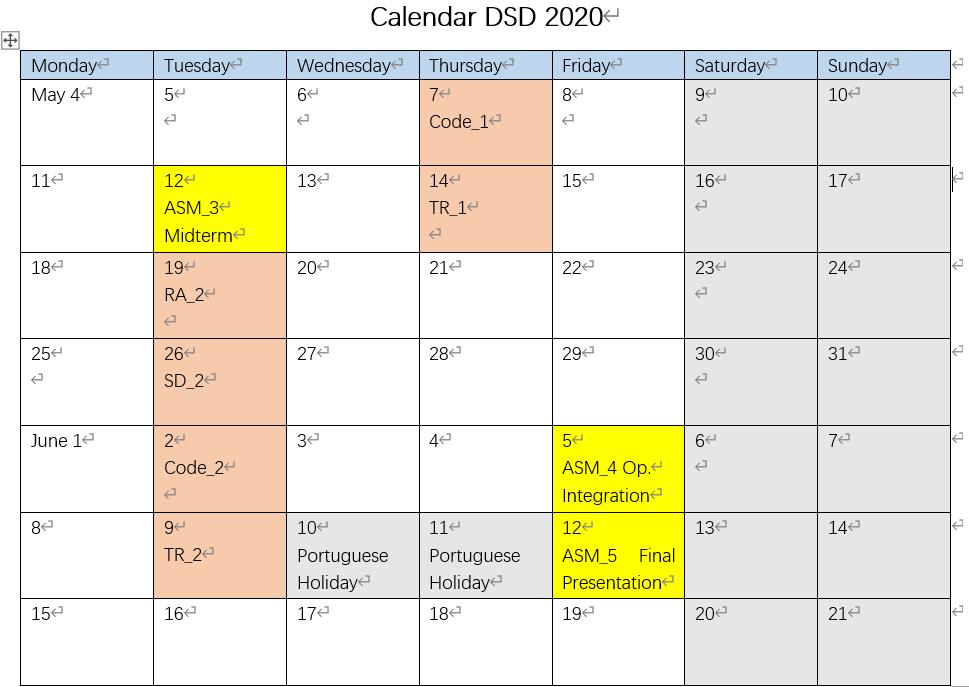 Calendar DSD 2020
Monday Tuesday Wednesday Thursday Friday Saturday Sunday
May 4 5 6 7 8 9 10
Code_1
11 12 13 14 15 16 17
ASM_3 TR_1
Midterm
18 19 20 21 22 23 24
RA_2
25 26 27 28 29 30 31
SD_2
June 1 2 3 4 5 6 7
Code_2 ASM_4 Op.
Integration
8 9 10 11 12 13 14
TR_2 Portuguese Portuguese ASM_5 Final
Holiday Holiday Presentation
15 16 17 18 19 20 21